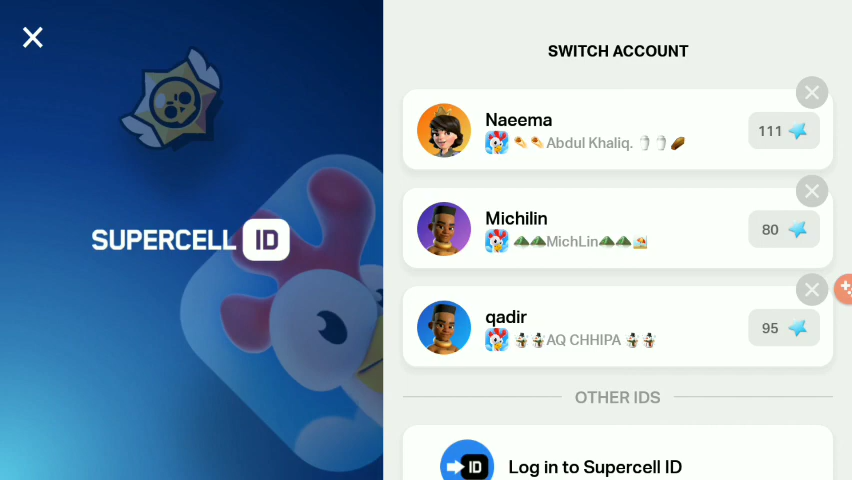 SUPERCELL ID
SWITCH ACCOUNT
Naeema
Abdul Khaliq.
111
Michilin
MichLin
80
qadir
AQ CHHIPA
95
OTHER IDS
ID
Log in to Supercell ID